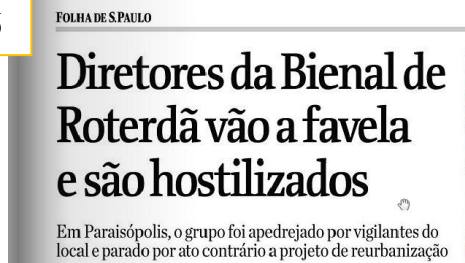 FOLHA DE S.PAULO
Diretores da Bienal de
Roterdã vão a favela
e são hostilizados
Em Paraisópolis, o grupo foi apedrejado por vigilantes do
local e parado por ato contrário a projeto de reurbanização